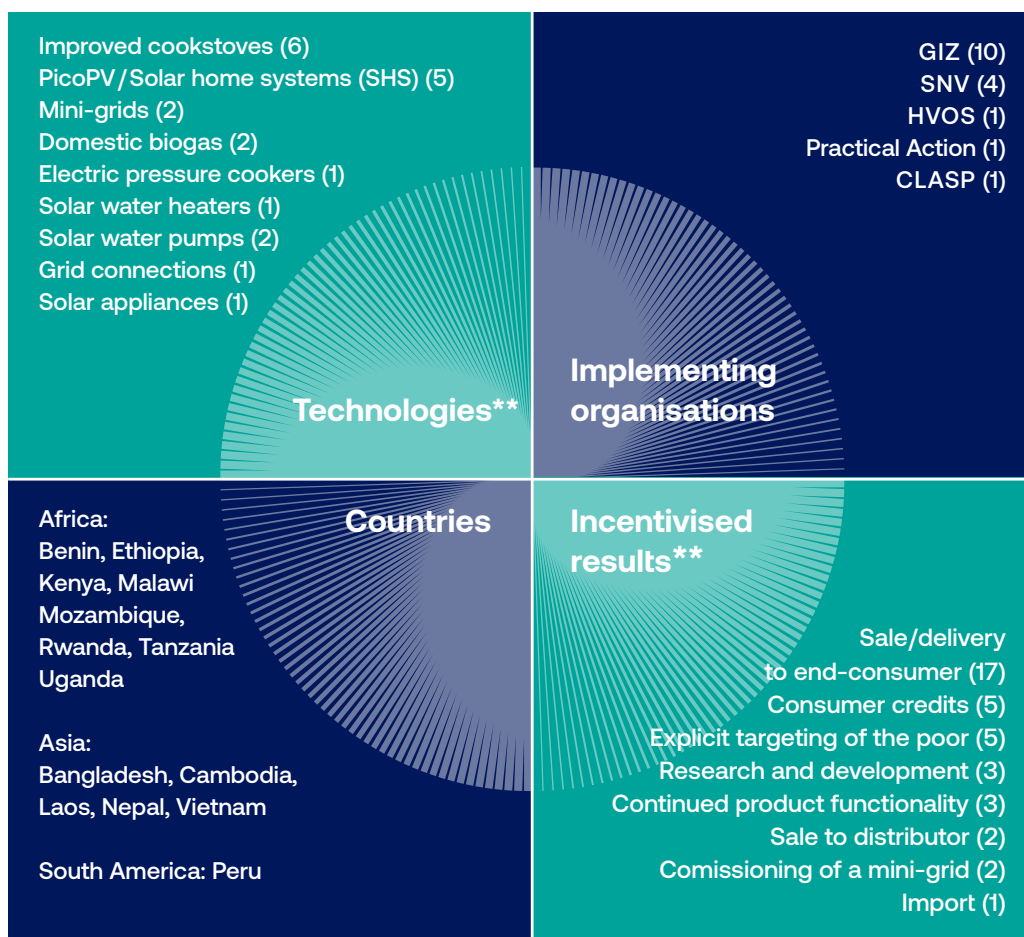 Improved cookstoves (6)
PicoPV/Solar home systems (SHS) (5)
Mini-grids (2)
Domestic biogas (2)
Electric pressure cookers (1)
Solar water heaters (1)
Solar water pumps (2)
Grid connections (1)
Solar appliances (1)
Technologies**
GIZ (10)
SNV (4)
HVOS (1)
Practical Action (1)
CLASP (1)
Implementing
organisations
Countries
Africa:
Benin, Ethiopia,
Kenya, Malawi
Mozambique,
Rwanda, Tanzania
Uganda
Asia:
Bangladesh, Cambodia,
Laos, Nepal, Vietnam
South America: Peru
Incentivised
results**
Sale/delivery
to end-consumer (17)
Consumer credits (5)
Explicit targeting of the poor (5)
Research and development (3)
Continued product functionality (3)
Sale to distributor (2)
Comissioning of a mini-grid (2)
Import (1)